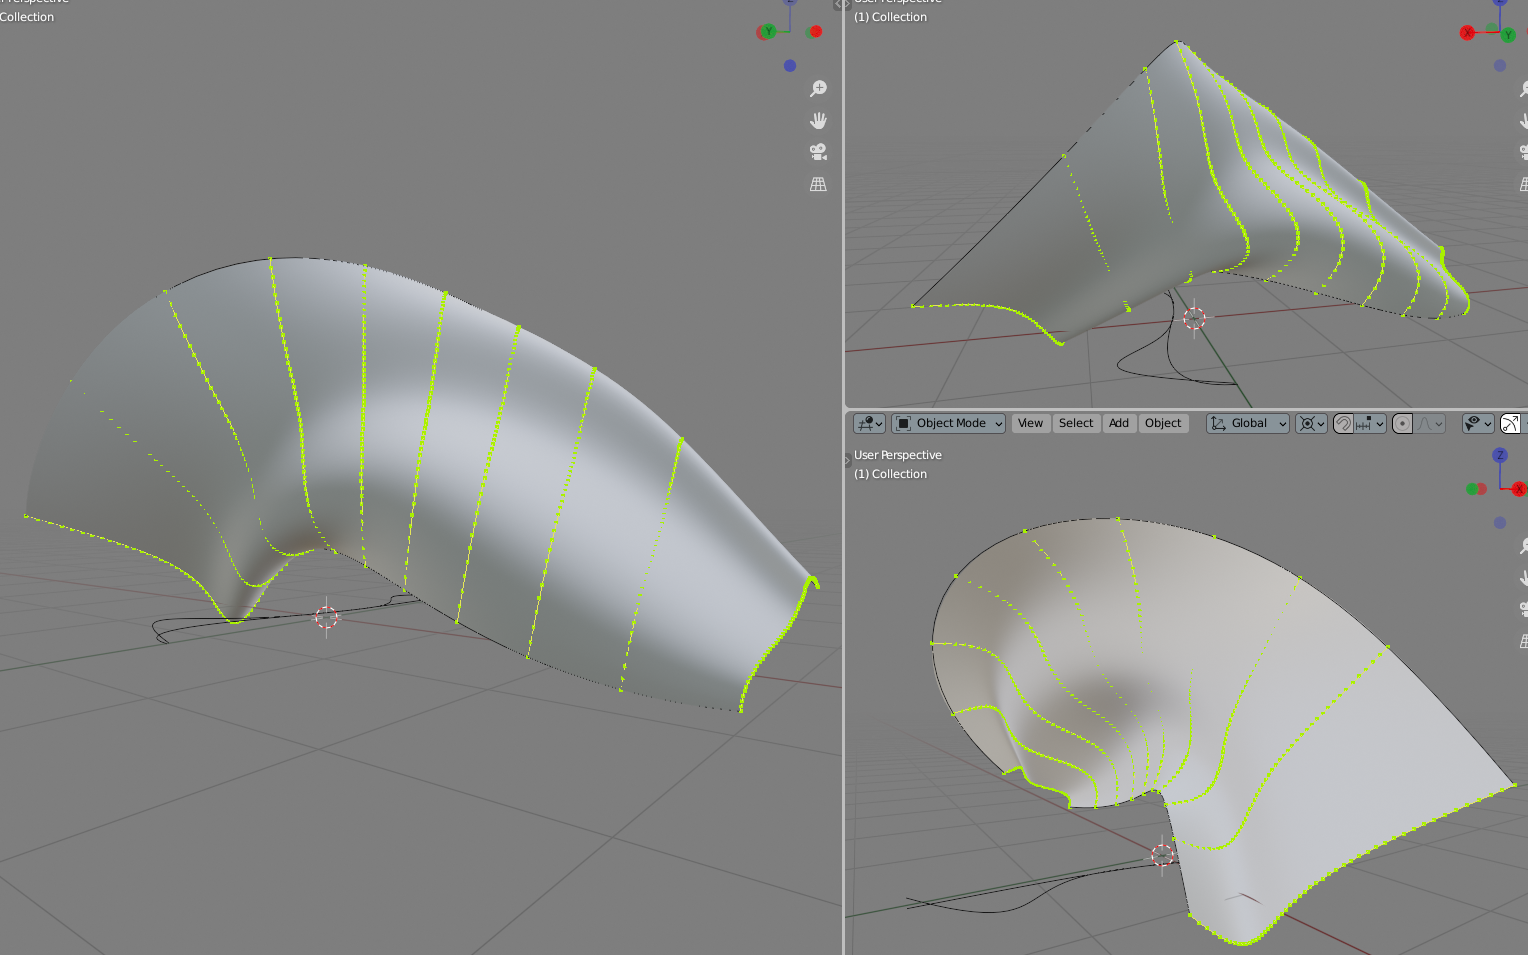 Collection
Y
(1) Collection
X
Y
Object Mode
View
Select
Add
Object
Global
User Perspective
(1) Collection
Z
X